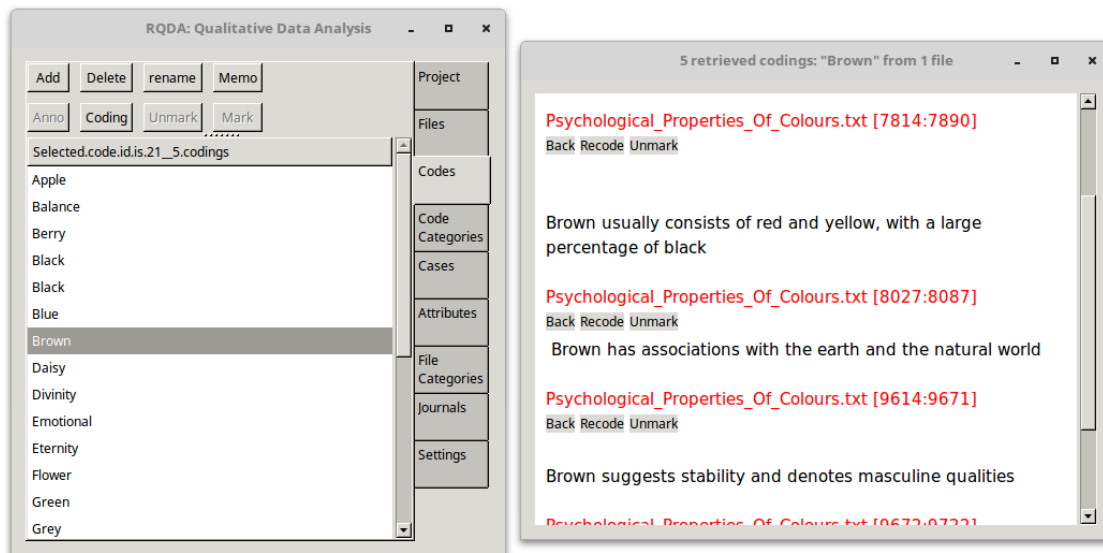 RQDA: Qualitative Data Analysis
Add Delete rename Memo
Anno Coding Unmark Mark
Selected.code.id.is.21__5.codings
Apple
Balance
Berry
Black
Black
Blue
Brown
Daisy
Divinity
Emotional
Eternity
Flower
Green
Grey
Project
Files
Codes
Code
Categories
Cases
Attributes
File
Categories
Journals
Settings
5 retrieved codings: "Brown" from 1 file
Psychological_Properties_Of_Colours.txt [7814:7890]
Back Recode Unmark
Brown usually consists of red and yellow, with a large
percentage of black
Psychological_Properties_Of_Colours.txt [8027:8087]
Back Recode Unmark
Brown has associations with the earth and the natural world
Psychological_Properties_Of_Colours.txt [9614:9671]
Back Recode Unmark
Brown suggests stability and denotes masculine qualities
Psychological_Properties_Of_Colours.txt